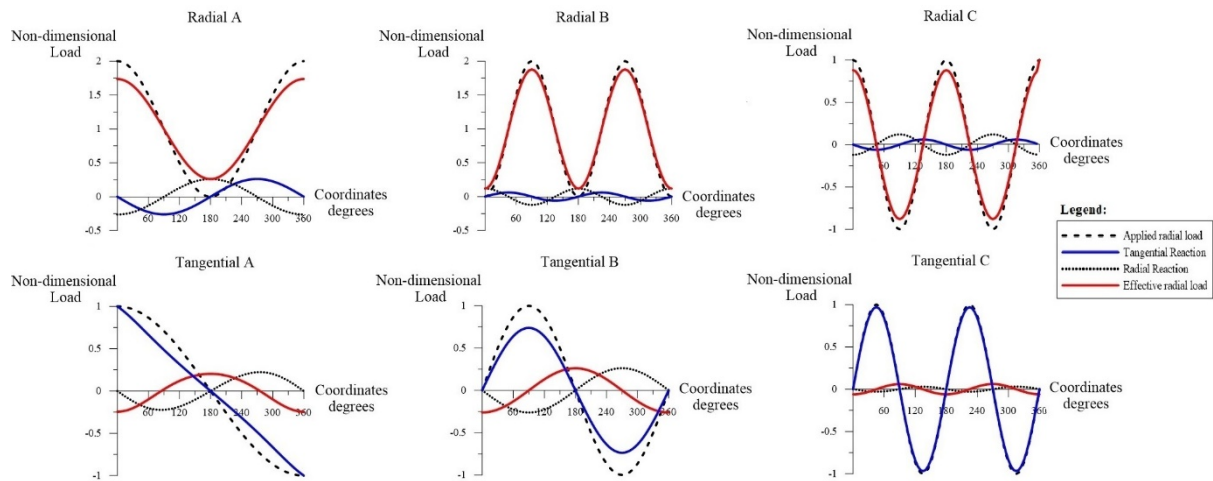 Radial A
Non-dimensional
Load
2
1.5
1
0.5
0
-0.5
60 120 180 240 300 360
Coordinates
degrees
Radial B
Non-dimensional
Load
2
1.5
1
0.5
0
-0.5
60 120 180 240 300 360
Coordinates
degrees
Radial C
Non-dimensional
Load
1
0.5
0
-0.5
-1
60 120 180 240 300 360
Coordinates
degrees
Legend:
Applied radial load
Tangential Reaction
Radial Reaction
Effective radial load
Tangential A
Non-dimensional
Load
1
0.5
0
-0.5
-1
60 120 180 240 300 360
Coordinates
degrees
Tangential B
Non-dimensional
Load
1
0.5
0
-0.5
-1
60 120 180 240 300 360
Coordinates
degrees
Tangential C
Non-dimensional
Load
1
0.5
0
-0.5
-1
60 120 180 240 300 360
Coordinates
degrees